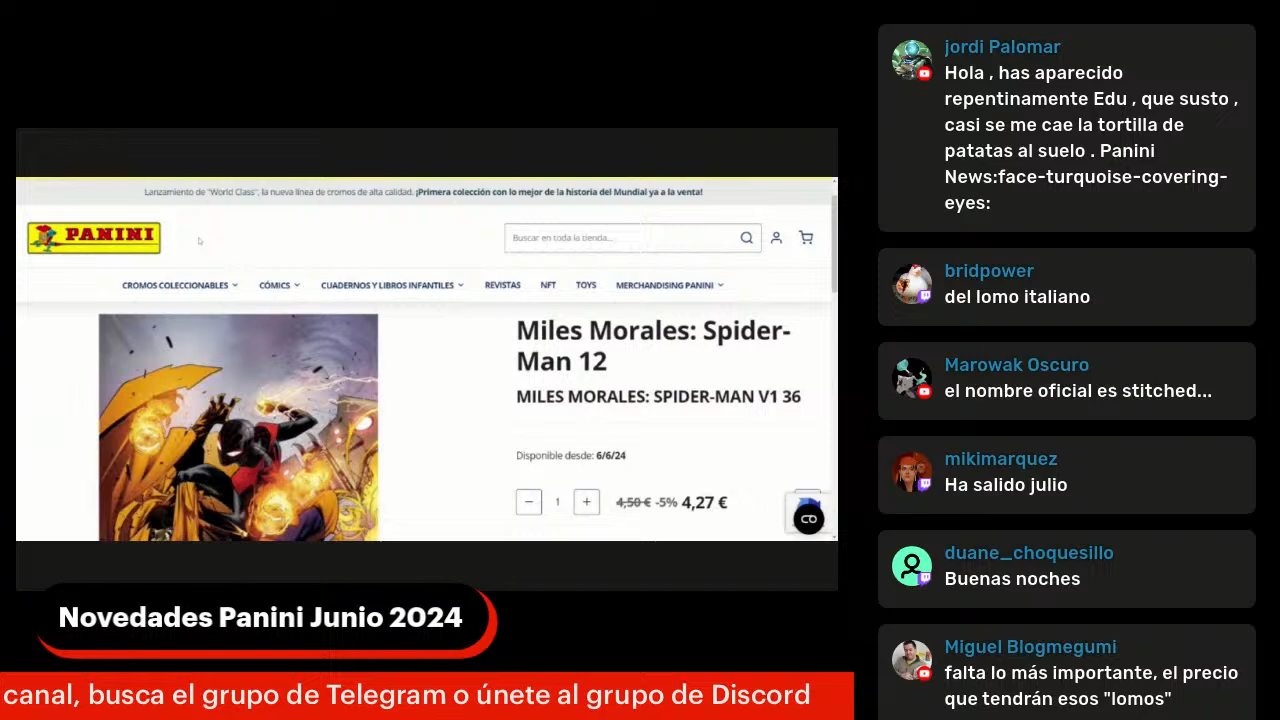 Lanzamiento de "World Class", la nueva línea de cromos de alta calidad. ¡Primera colección con lo mejor de la historia del Mundial ya a la venta!
PANINI
Buscar en toda la tienda...
CROMOS COLECCIONABLES
CÓMICS
CUADERNOS Y LIBROS INFANTILES
REVISTAS
NFT
TOYS
MERCHANDISING PANINI
Miles Morales: Spider-
Man 12
MILES MORALES: SPIDER-MAN V1 36
Disponible desde: 6/6/24
− 1 + 4,50 € -5% 4,27 €
Novedades Panini Junio 2024
canal, busca el grupo de Telegram o únete al grupo de Discord
jordi Palomar
Hola , has aparecido
repentinamente Edu , que susto ,
casi se me cae la tortilla de
patatas al suelo . Panini
News:face-turquoise-covering-
eyes:
bridpower
del lomo italiano
Marowak Oscuro
el nombre oficial es stitched...
mikimarquez
Ha salido julio
duane_choquesillo
Buenas noches
Miguel Blogmegumi
falta lo más importante, el precio
que tendrán esos "lomos"